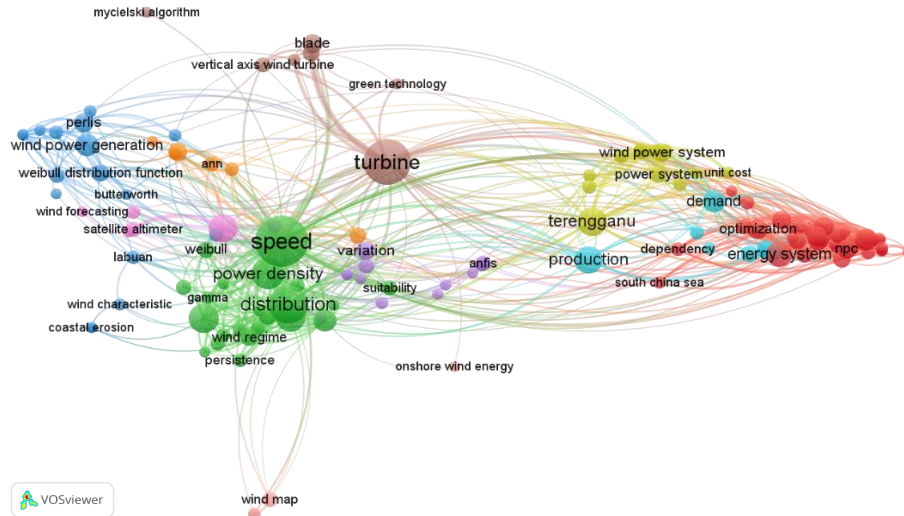 mycielski algorithm
blade
vertical axis wind turbine
green technology
perlis
wind power generation
ann
turbine
wind power system
weibull distribution function
power system
unit cost
butterworth
demand
wind forecasting
terengganu
satellite altimeter
optimization
speed
weibull
variation
dependency
npc
labuan
energy system
production
anfis
power density
south china sea
suitability
gamma
wind characteristic
distribution
coastal erosion
wind regime
persistence
onshore wind energy
wind map
VOSviewer